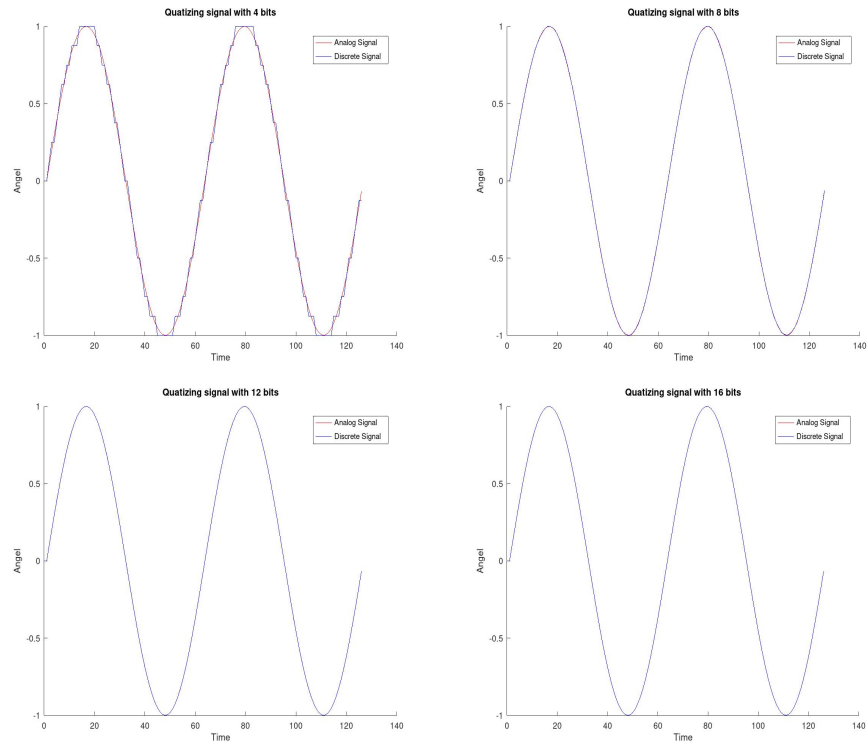 Quatizing signal with 4 bits
Analog Signal
Discrete Signal
1
0.5
0
-0.5
-1
Angel
0 20 40 60 80 100 120 140
Time
Quatizing signal with 8 bits
Analog Signal
Discrete Signal
1
0.5
0
-0.5
-1
Angel
0 20 40 60 80 100 120 140
Time
Quatizing signal with 12 bits
Analog Signal
Discrete Signal
1
0.5
0
-0.5
-1
Angel
0 20 40 60 80 100 120 140
Time
Quatizing signal with 16 bits
Analog Signal
Discrete Signal
1
0.5
0
-0.5
-1
Angel
0 20 40 60 80 100 120 140
Time